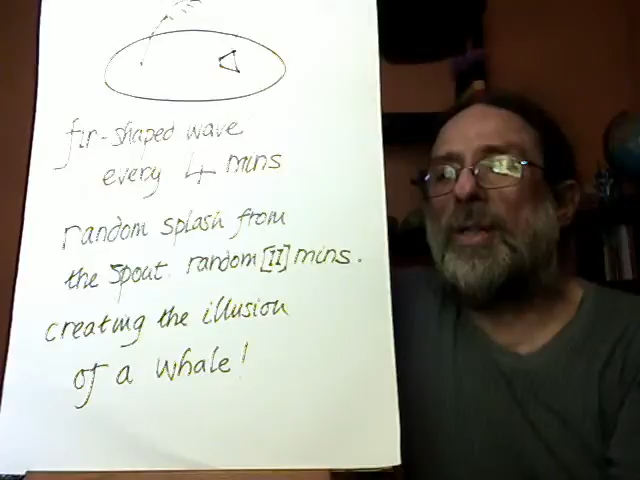 fir-shaped wave
every 4 mins
random splash from
the spout. random [II] mins.
creating the illusion
of a whale!